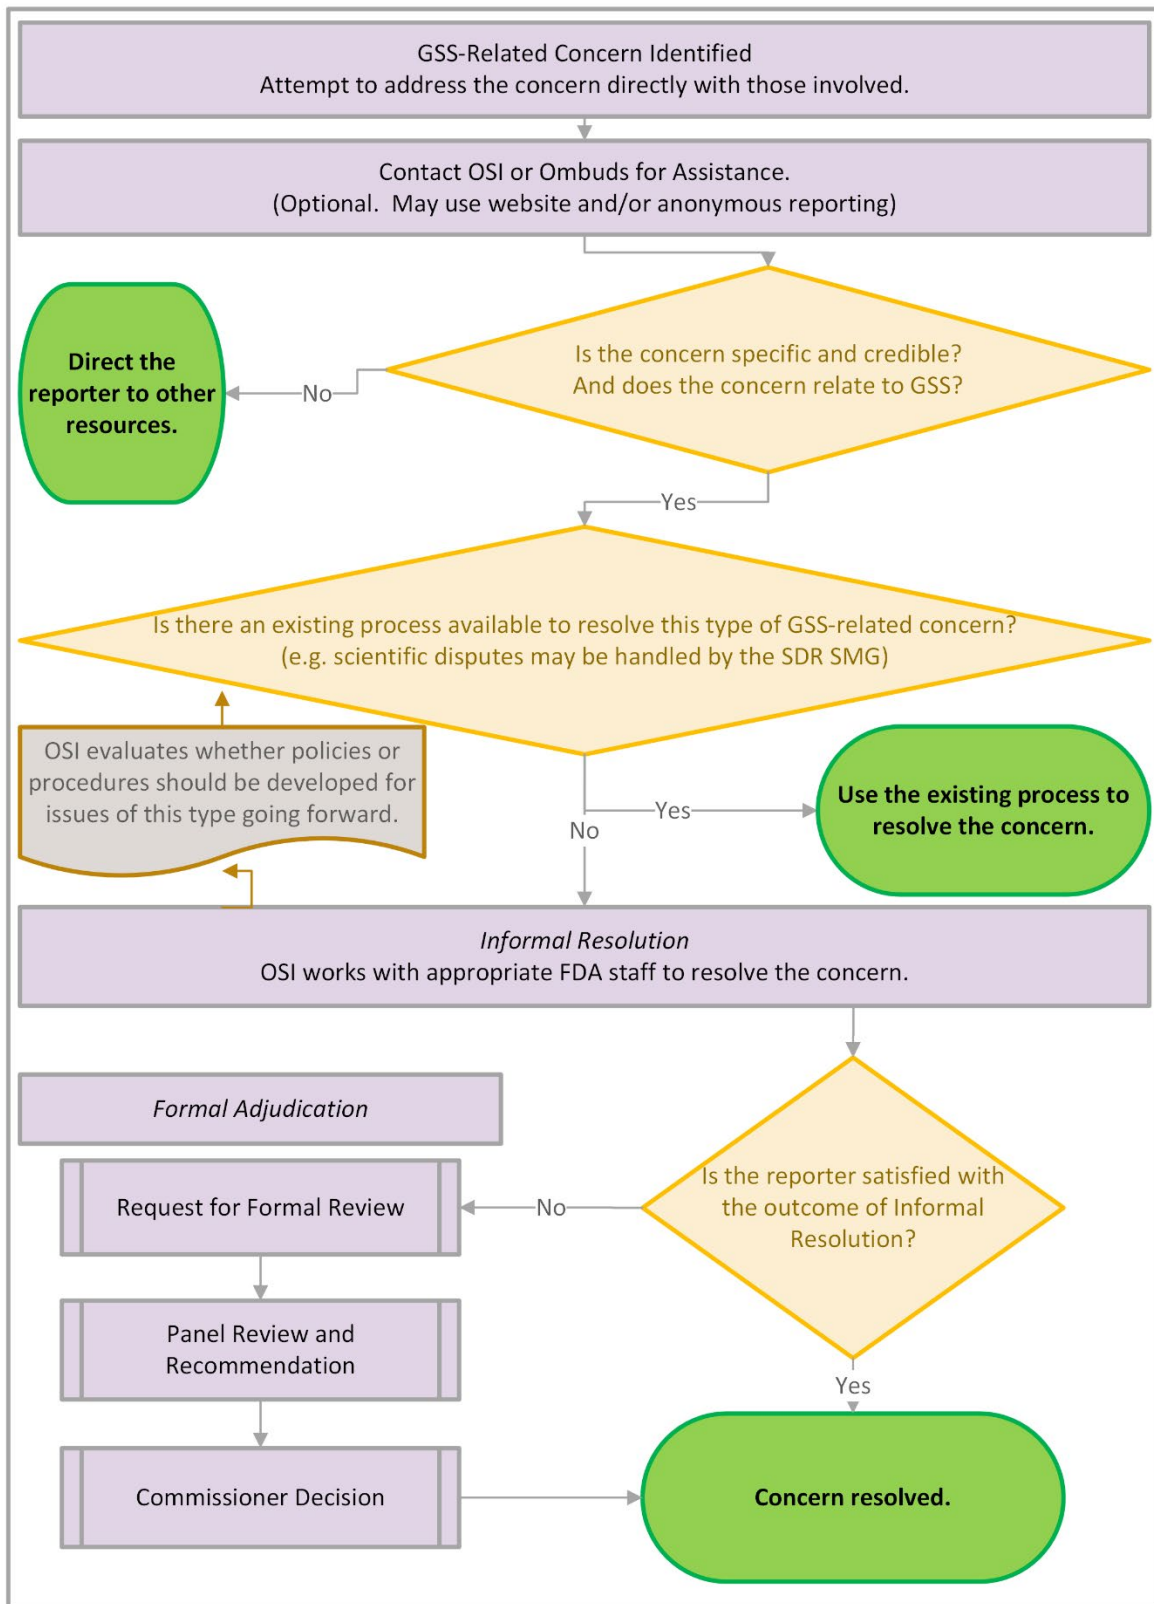 GSS-Related Concern Identified
Attempt to address the concern directly with those involved.
Contact OSI or Ombuds for Assistance.
(Optional.  May use website and/or anonymous reporting)
Is the concern specific and credible?
And does the concern relate to GSS?
No
Direct the
reporter to other
resources.
Yes
Is there an existing process available to resolve this type of GSS-related concern?
(e.g. scientific disputes may be handled by the SDR SMG)
OSI evaluates whether policies or
procedures should be developed for
issues of this type going forward.
Yes
Use the existing process to
resolve the concern.
No
Informal Resolution
OSI works with appropriate FDA staff to resolve the concern.
Is the reporter satisfied with
the outcome of Informal
Resolution?
No
Formal Adjudication
Request for Formal Review
Panel Review and
Recommendation
Commissioner Decision
Yes
Concern resolved.